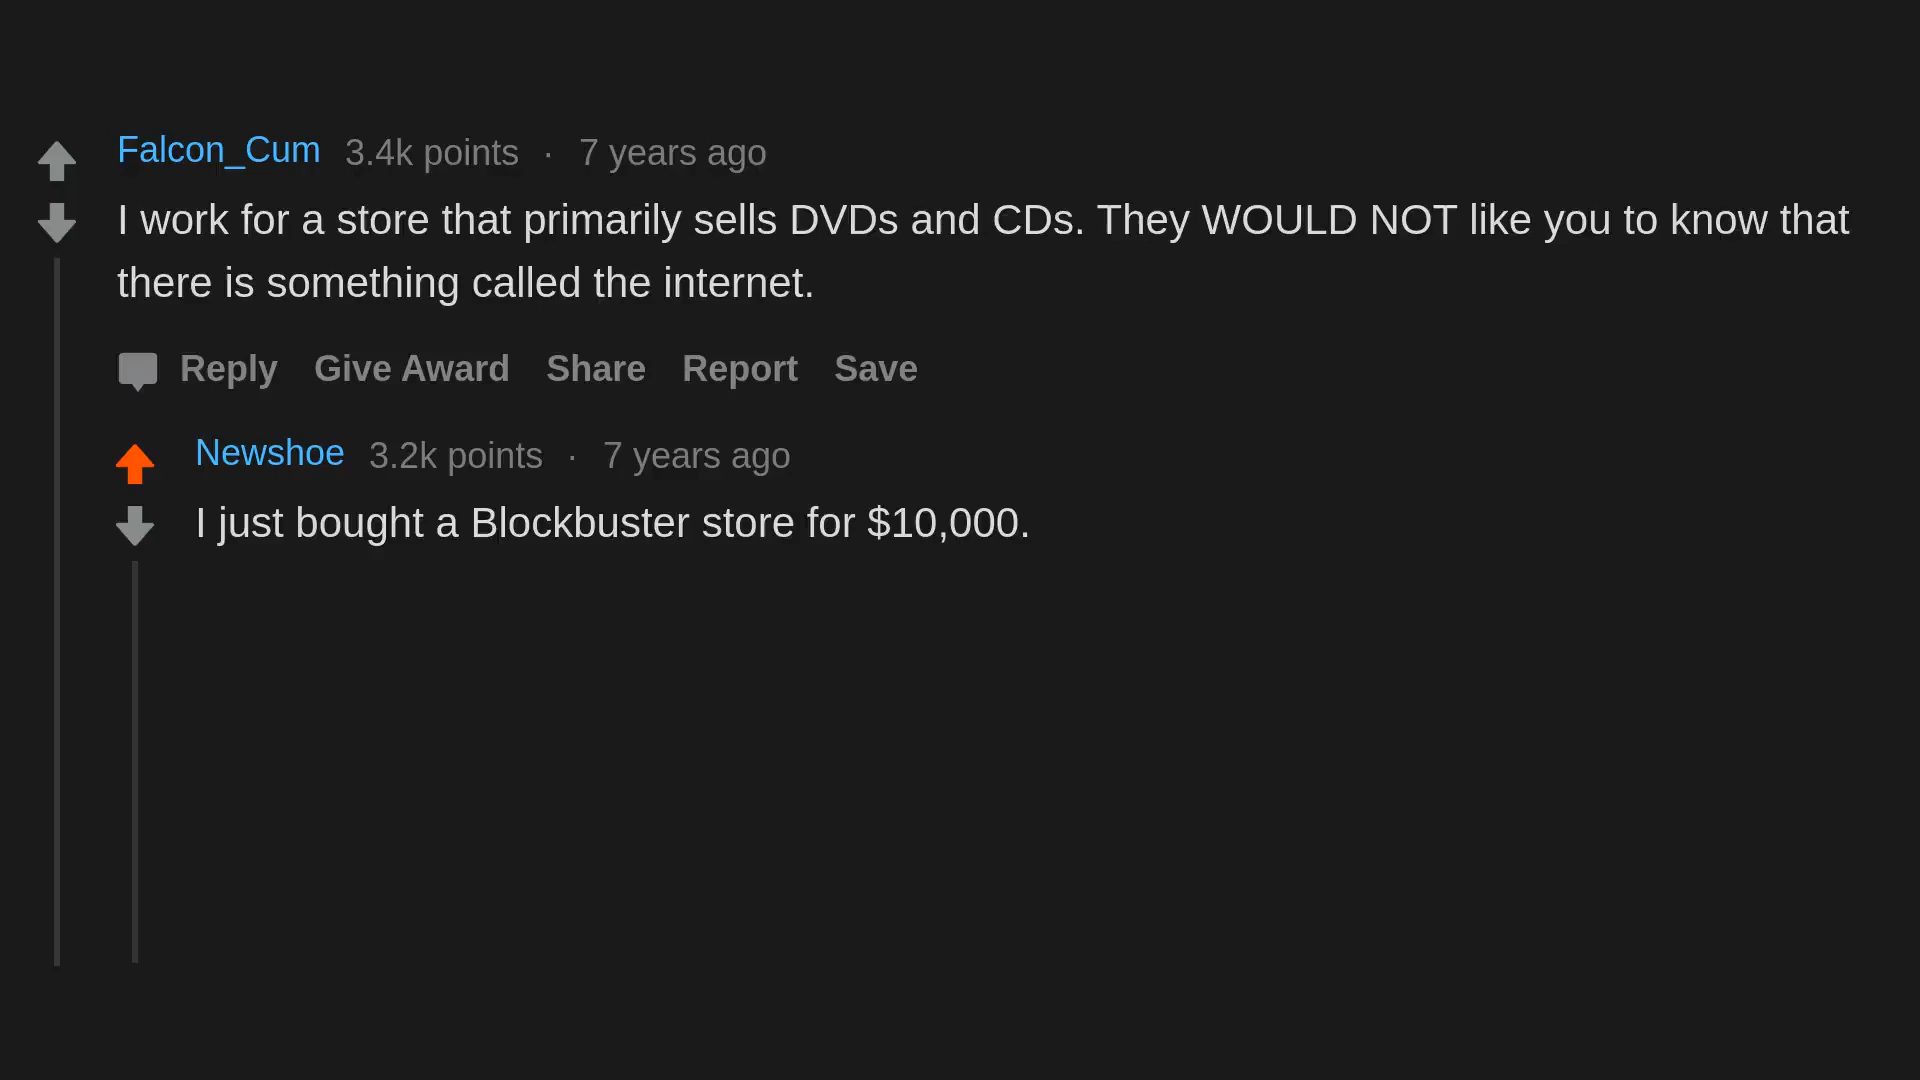 Falcon_Cum 3.4k points · 7 years ago
I work for a store that primarily sells DVDs and CDs. They WOULD NOT like you to know that
there is something called the internet.
Reply Give Award Share Report Save
Newshoe 3.2k points · 7 years ago
I just bought a Blockbuster store for $10,000.